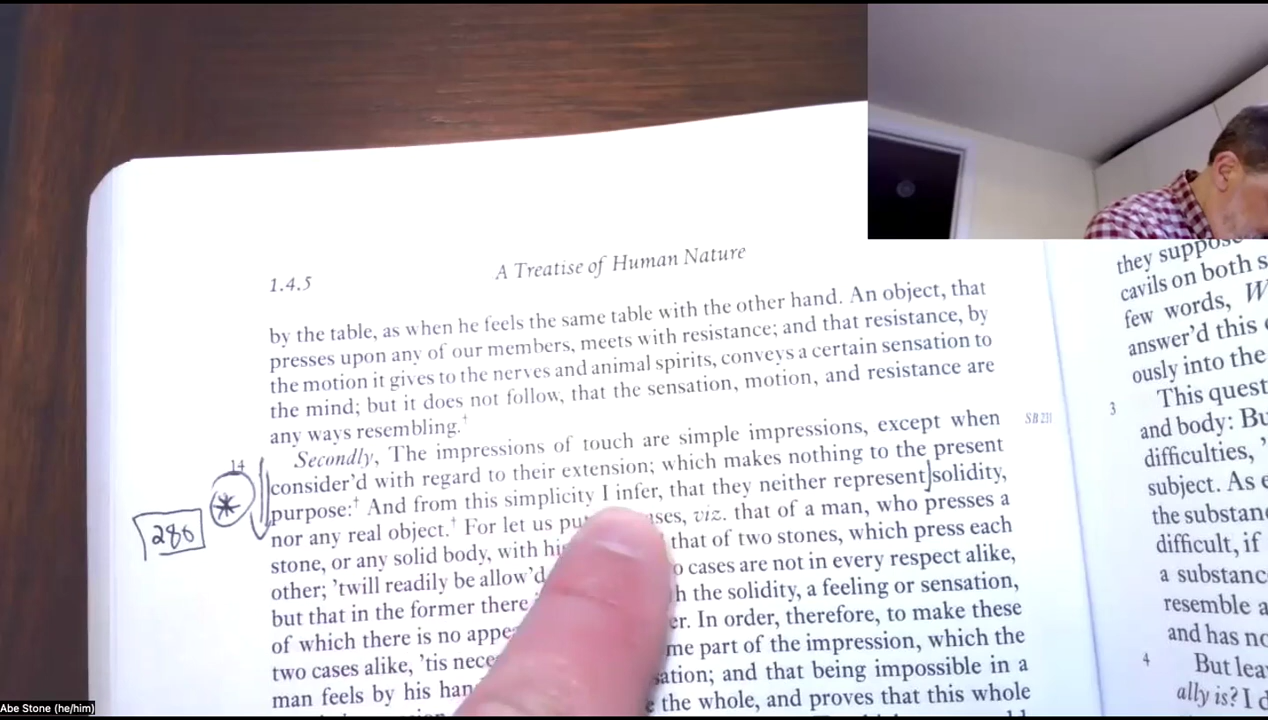 1.4.5 A Treatise of Human Nature
by the table, as when he feels the same table with the other hand. An object, that
presses upon any of our members, meets with resistance; and that resistance, by
the motion it gives to the nerves and animal spirits, conveys a certain sensation to
the mind; but it does not follow, that the sensation, motion, and resistance are
any ways resembling.†
14 Secondly, The impressions of touch are simple impressions, except when SB 231
consider'd with regard to their extension; which makes nothing to the present
purpose:† And from this simplicity I infer, that they neither represent solidity,
nor any real object.† For let us put ases, viz. that of a man, who presses a
stone, or any solid body, with hi that of two stones, which press each
other; 'twill readily be allow'd o cases are not in every respect alike,
but that in the former there h the solidity, a feeling or sensation,
of which there is no appe er. In order, therefore, to make these
two cases alike, 'tis nece me part of the impression, which the
man feels by his han sation; and that being impossible in a
e the whole, and proves that this whole
*
286
they suppos
cavils on both s
few words, W
answer'd this
ously into the
3 This quest
and body: Bu
difficulties, '
subject. As e
the substan
difficult, if
a substanc
resemble a
and has no
4 But lea
ally is? I d
Abe Stone (he/him)